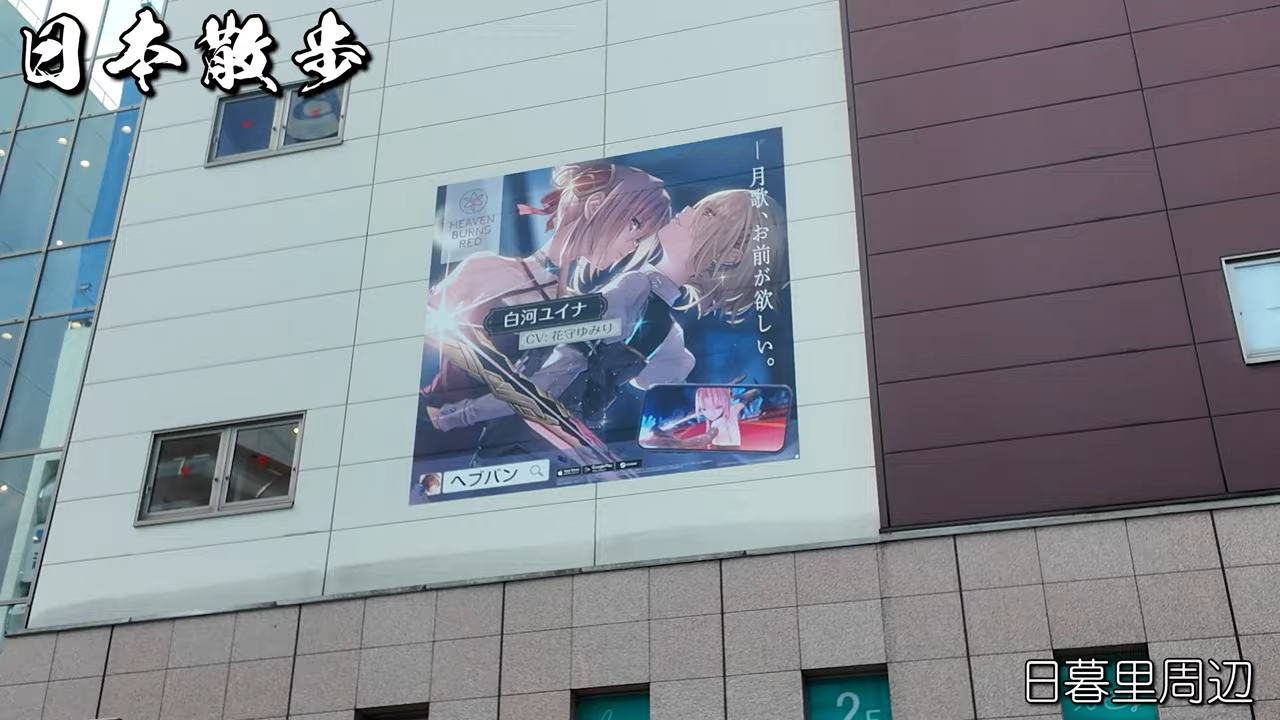 日本散歩
HEAVEN
BURNS
RED
―月歌、お前が欲しい。
白河ユイナ
CV:花守ゆみり
ヘブバン
2F
日暮里周辺